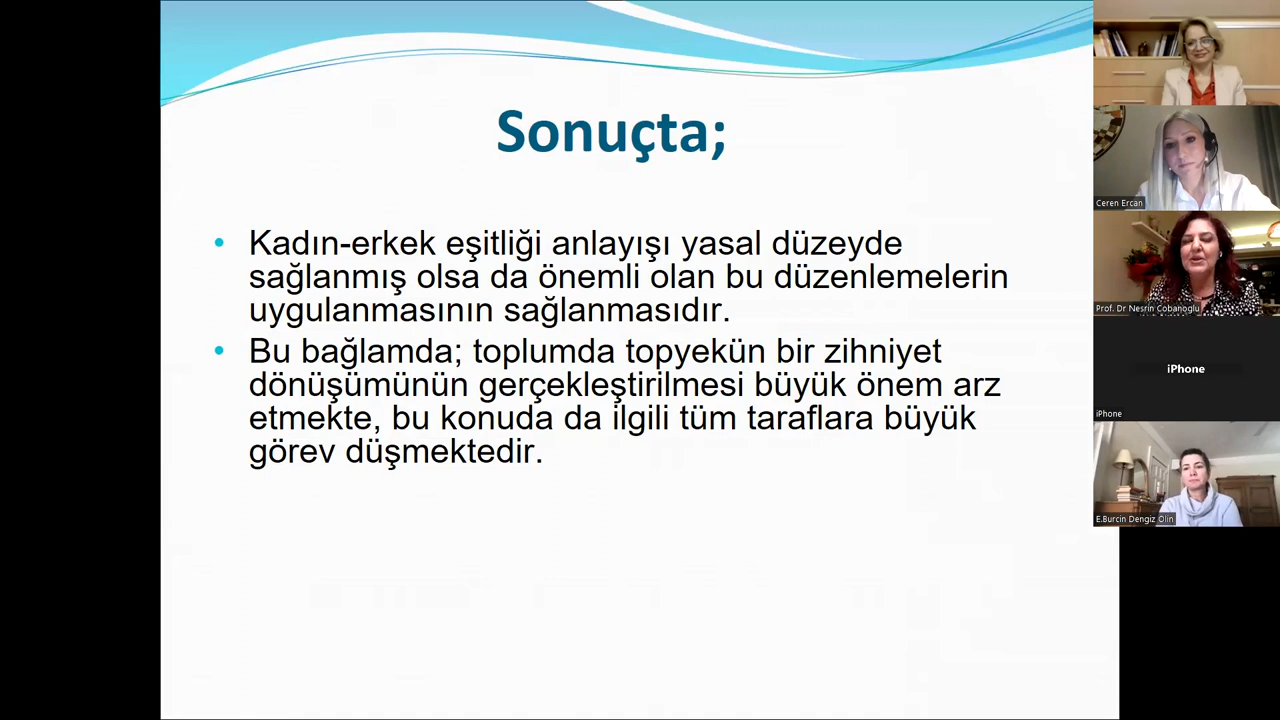 Sonuçta;
• Kadın-erkek eşitliği anlayışı yasal düzeyde
sağlanmış olsa da önemli olan bu düzenlemelerin
uygulanmasının sağlanmasıdır.
• Bu bağlamda; toplumda topyekün bir zihniyet
dönüşümünün gerçekleştirilmesi büyük önem arz
etmekte, bu konuda da ilgili tüm taraflara büyük
görev düşmektedir.
Ceren Ercan
Prof. Dr Nesrin Cobanoglu
iPhone
iPhone
E.Burcin Dengiz Olin